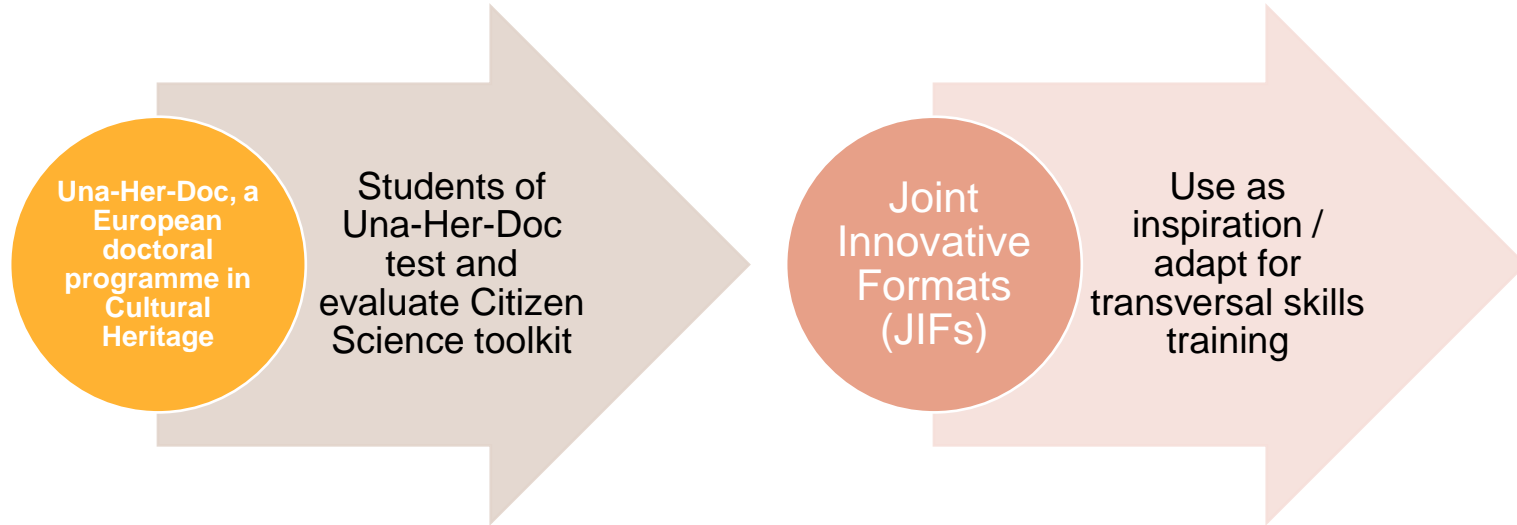 Una-Her-Doc, a
European
doctoral
programme in
Cultural
Heritage
Students of
Una-Her-Doc
test and
evaluate Citizen
Science toolkit
Joint
Innovative
Formats
(JIFs)
Use as
inspiration /
adapt for
transversal skills
training